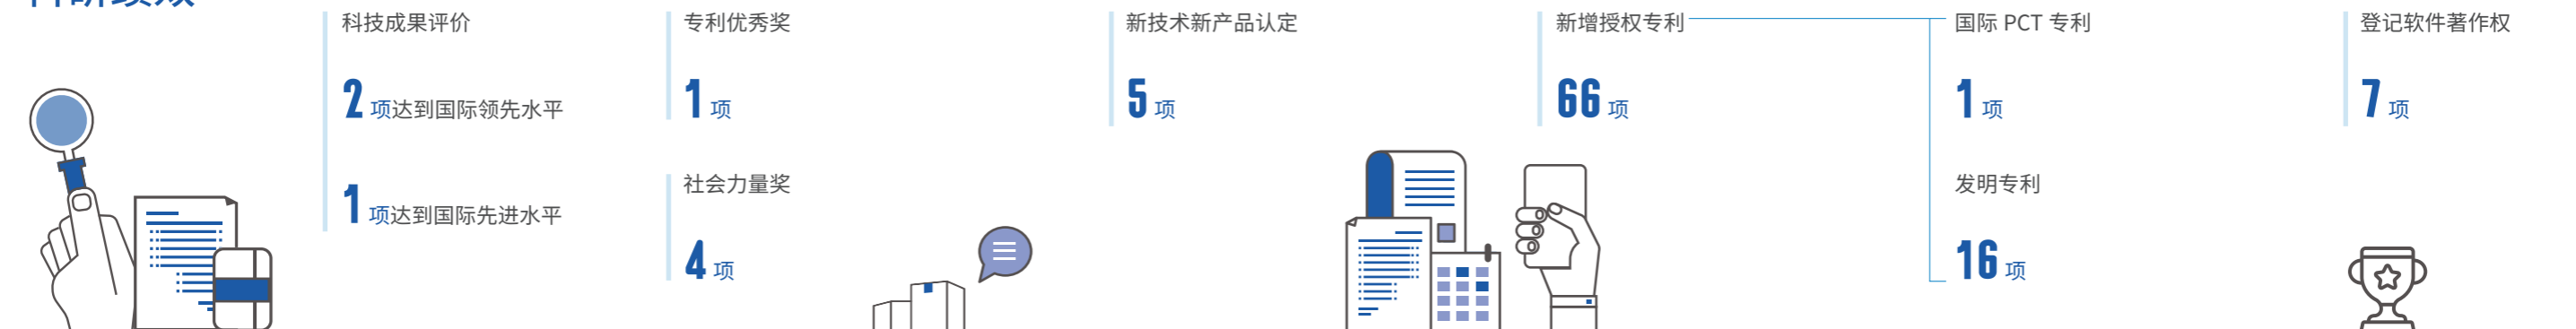 科技成果评价
2 项达到国际领先水平
1 项达到国际先进水平
专利优秀奖
1 项
社会力量奖
4 项
新技术新产品认定
5 项
新增授权专利
66 项
国际 PCT 专利
1 项
发明专利
16 项
登记软件著作权
7 项